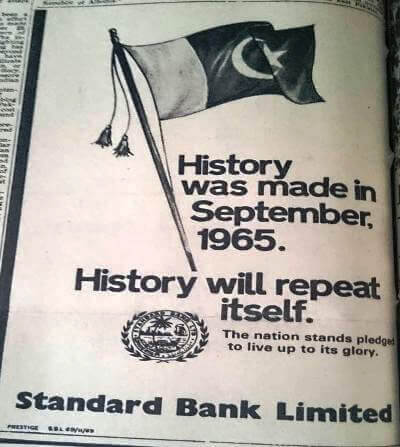 History
was made in
September,
1965.
History will repeat
itself.
The nation stands pledged
to live up to its glory.
Standard Bank Limited
PRESTIGE